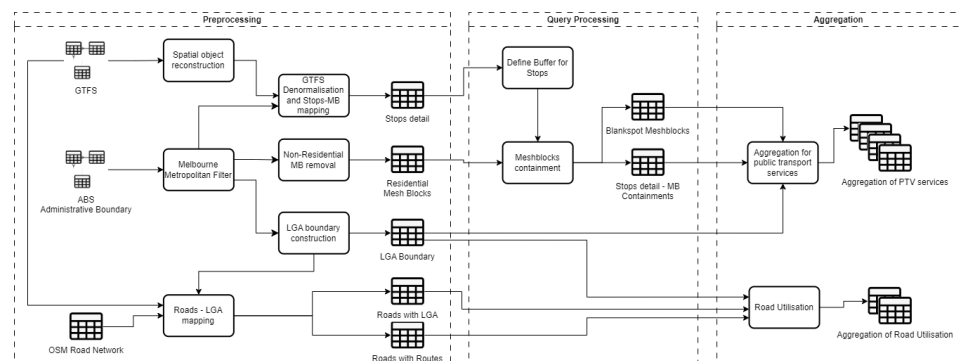 Preprocessing
Query Processing
Aggregation
GTFS
Spatial object
reconstruction
GTFS
Denormalisation
and Stops-MB
mapping
Stops detail
Define Buffer for
Stops
Blankspot Meshblocks
ABS
Administrative Boundary
Melbourne
Metropolitan Filter
Non-Residential
MB removal
Residential
Mesh Blocks
Meshblocks
containment
Stops detail - MB
Containments
Aggregation for
public transport
services
Aggregation of PTV services
LGA boundary
construction
LGA Boundary
OSM Road Network
Roads - LGA
mapping
Roads with LGA
Roads with Routes
Road Utilisation
Aggregation of Road Utilisation